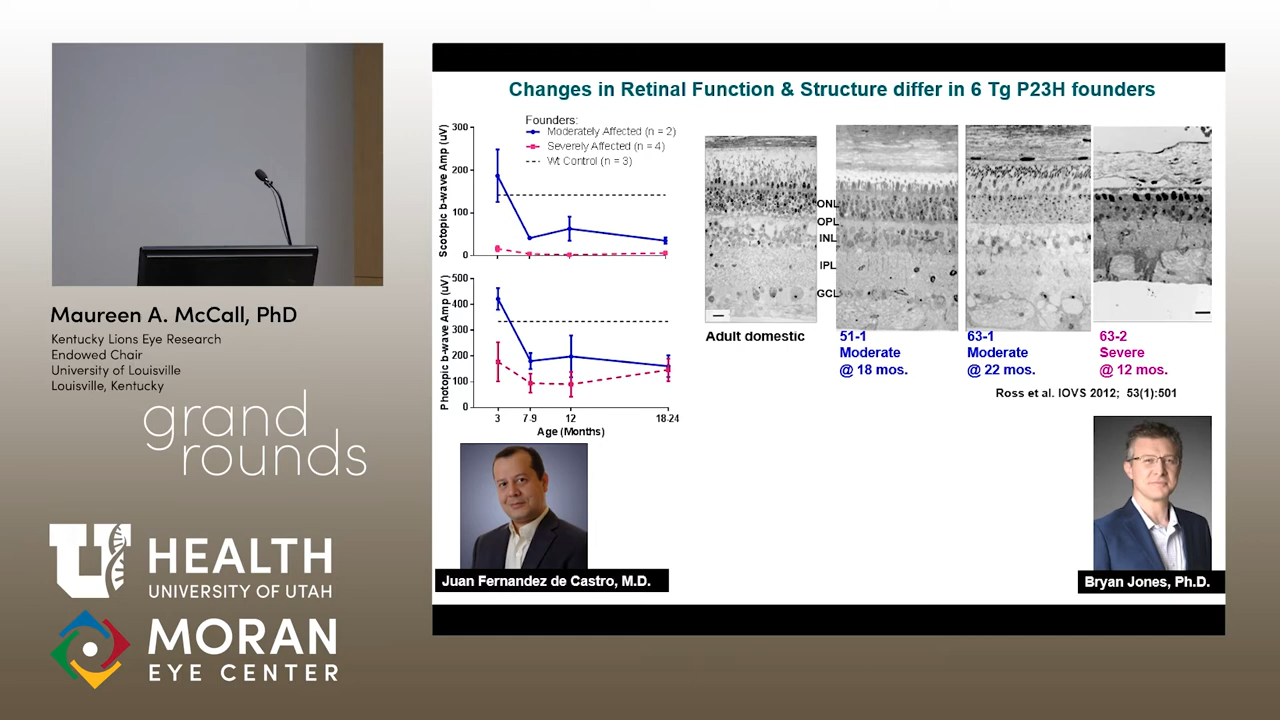 Changes in Retinal Function & Structure differ in 6 Tg P23H founders
Founders:
Moderately Affected (n = 2)
Severely Affected (n = 4)
Wt Control (n = 3)
Scotopic b-wave Amp (uV)
300
200
100
0
Photopic b-wave Amp (uV)
500
400
300
200
100
0
3
7-9
12
18-24
Age (Months)
ONL
OPL
INL
IPL
GCL
Adult domestic
51-1
Moderate
@ 18 mos.
63-1
Moderate
@ 22 mos.
63-2
Severe
@ 12 mos.
Ross et al. IOVS 2012; 53(1):501
Juan Fernandez de Castro, M.D.
Bryan Jones, Ph.D.
Maureen A. McCall, PhD
Kentucky Lions Eye Research
Endowed Chair
University of Louisville
Louisville, Kentucky
grand
rounds
U HEALTH
UNIVERSITY OF UTAH
MORAN
EYE CENTER